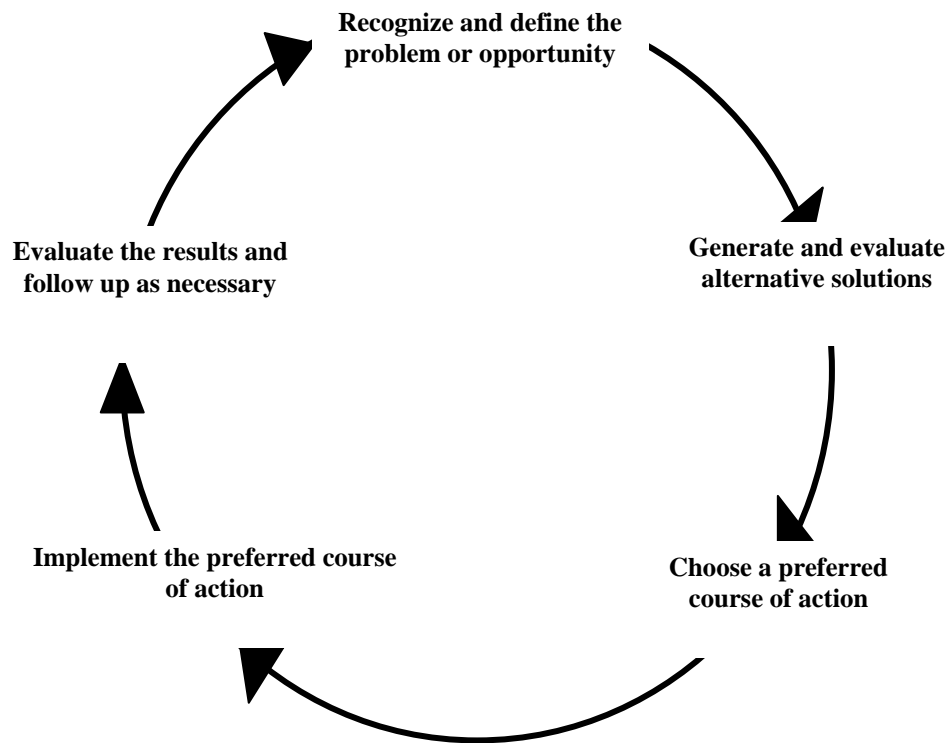 Recognize and define the
problem or opportunity
Generate and evaluate
alternative solutions
Choose a preferred
course of action
Implement the preferred course
of action
Evaluate the results and
follow up as necessary